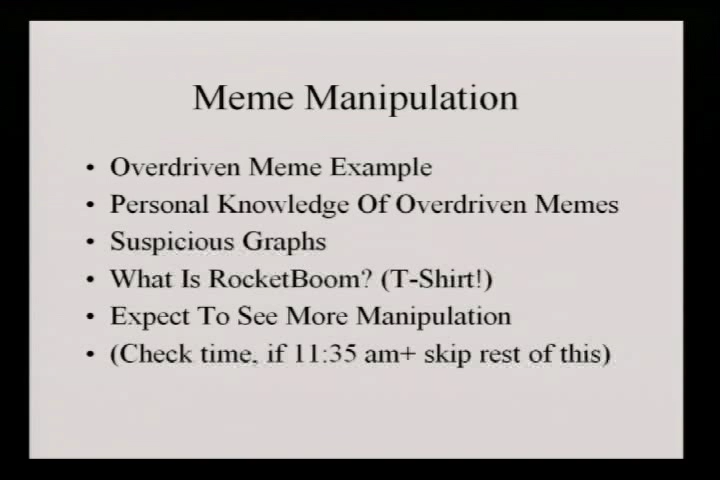 Meme Manipulation
• Overdriven Meme Example
• Personal Knowledge Of Overdriven Memes
• Suspicious Graphs
• What Is RocketBoom? (T-Shirt!)
• Expect To See More Manipulation
• (Check time, if 11:35 am+ skip rest of this)